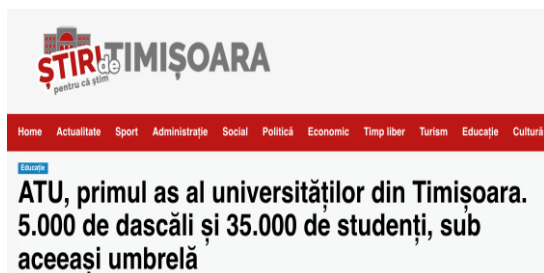 ȘTIRI de TIMIȘOARA
pentru că știm
Home Actualitate Sport Administrație Social Politică Economic Timp liber Turism Educație Cultură
Educație
ATU, primul as al universităților din Timișoara.
5.000 de dascăli și 35.000 de studenți, sub
aceeași umbrelă